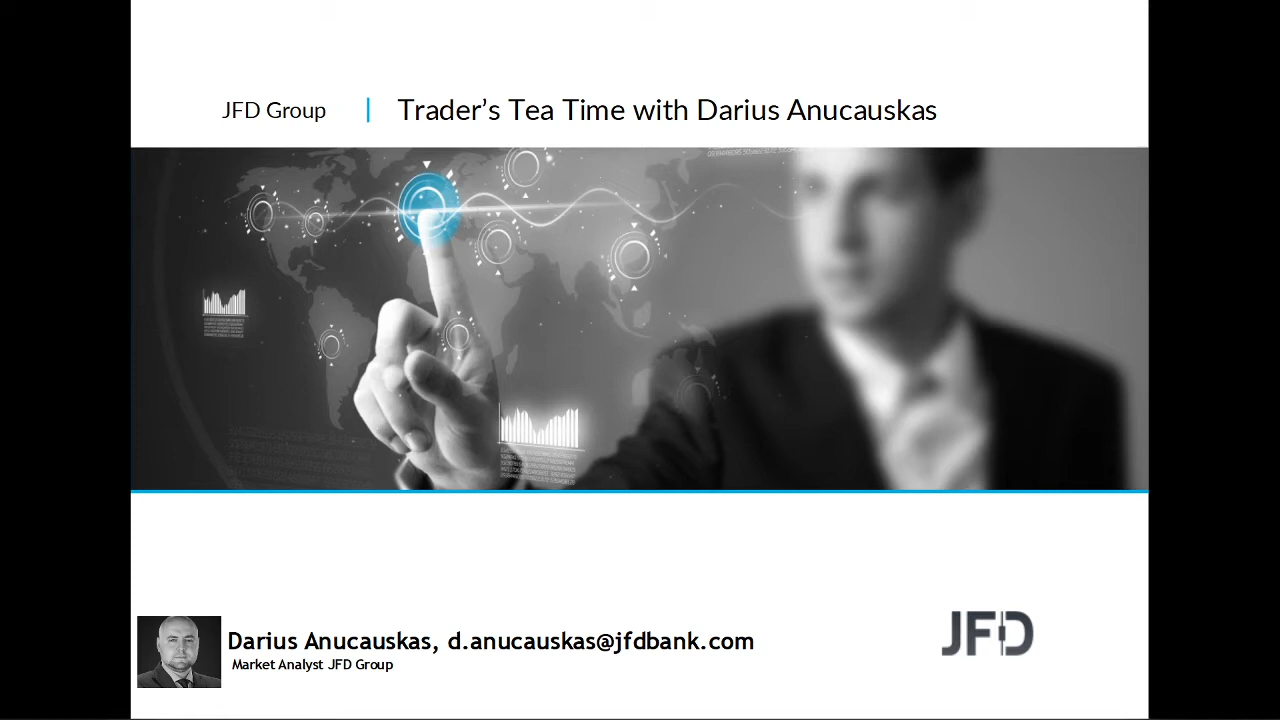 JFD Group | Trader's Tea Time with Darius Anucauskas
Darius Anucauskas, d.anucauskas@jfdbank.com
Market Analyst JFD Group
JFD